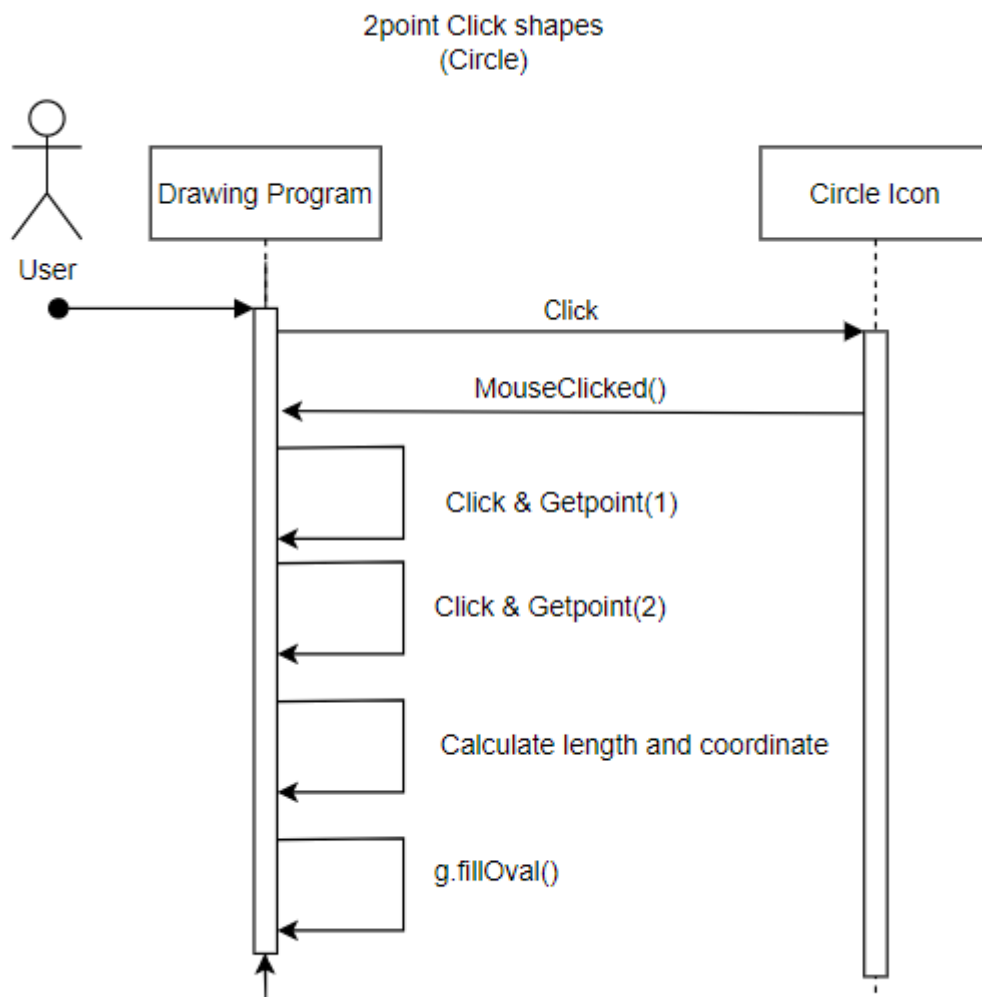 2point Click shapes
(Circle)
Drawing Program
Circle Icon
User
Click
MouseClicked()
Click & Getpoint(1)
Click & Getpoint(2)
Calculate length and coordinate
g.fillOval()